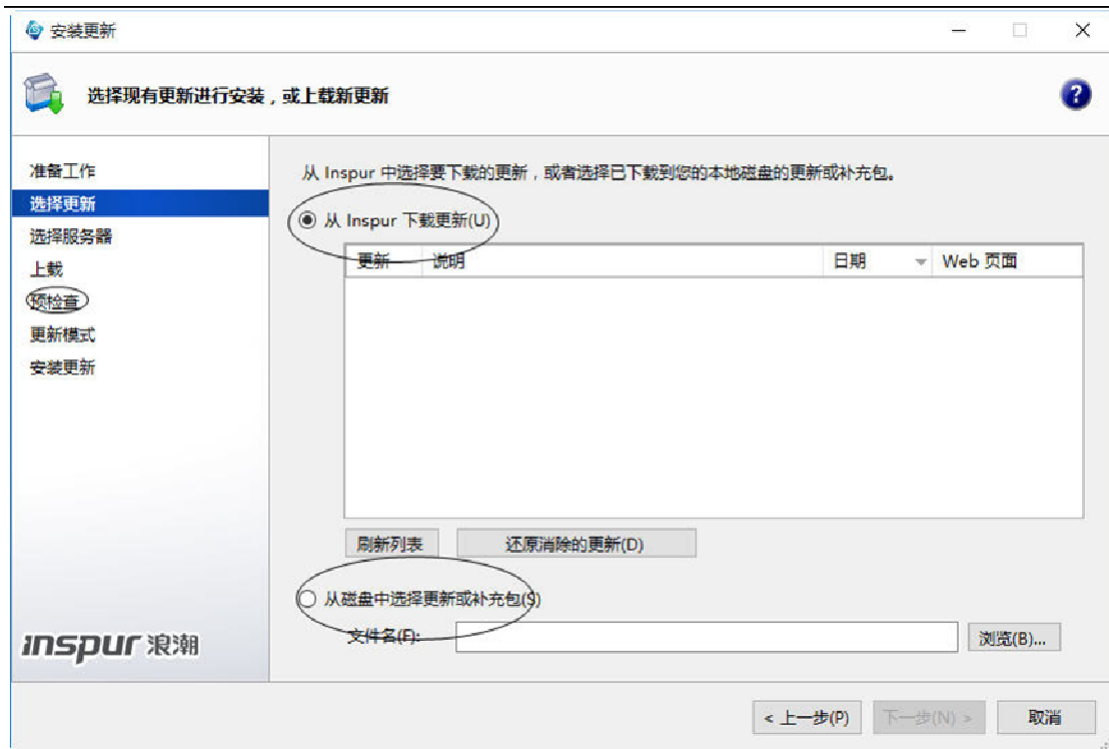 安装更新
选择现有更新进行安装，或上载新更新
准备工作
选择更新
选择服务器
上载
预检查
更新模式
安装更新
inspur 浪潮
从 Inspur 中选择要下载的更新，或者选择已下载到您的本地磁盘的更新或补充包。
从 Inspur 下载更新(U)
更新 说明 日期 Web 页面
刷新列表 还原消除的更新(D)
从磁盘中选择更新或补充包(S)
文件名(F): 浏览(B)...
< 上一步(P) 下一步(N) > 取消